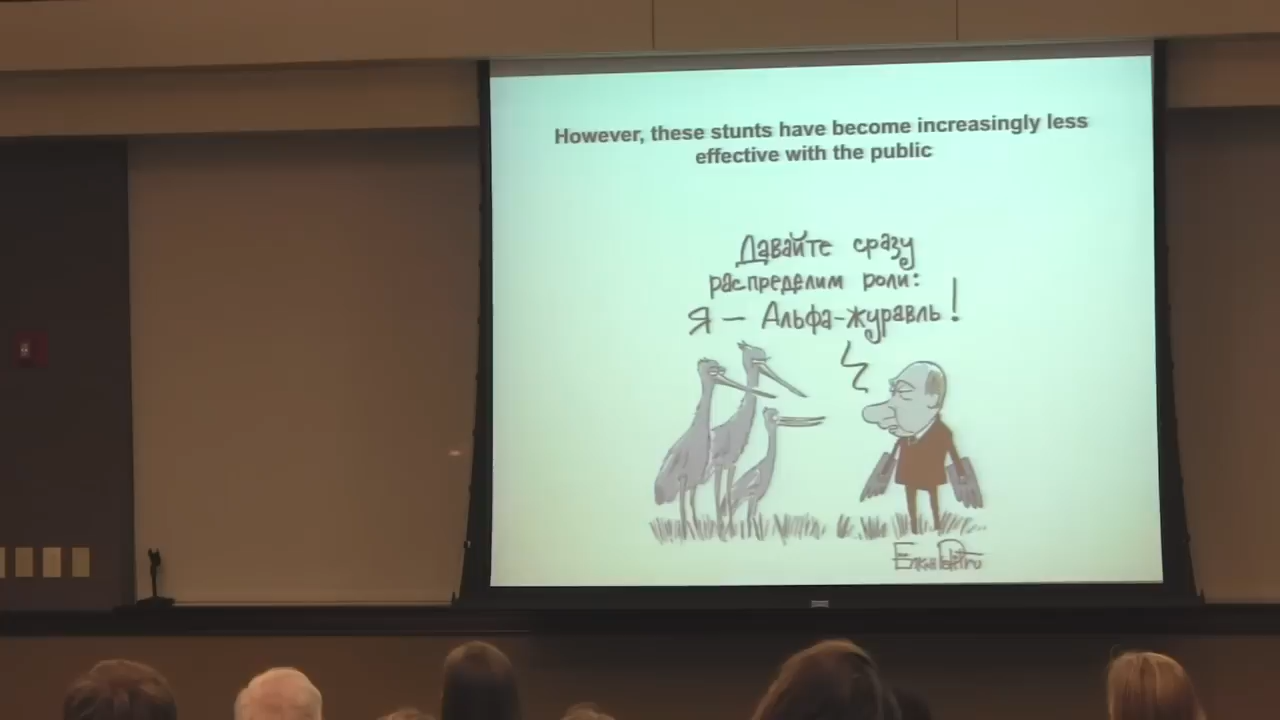 However, these stunts have become increasingly less
effective with the public
Давайте сразу
распределим роли:
Я — Альфа-журавль!